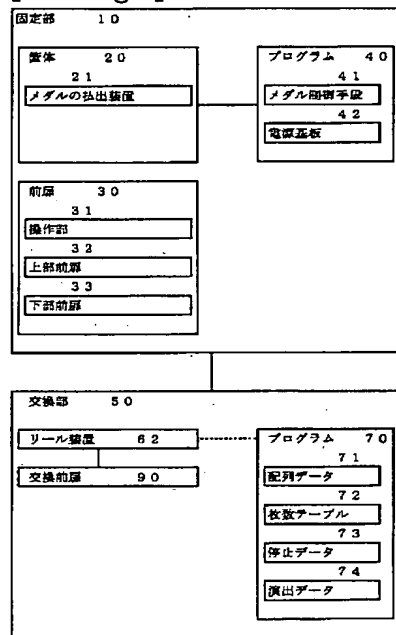 固定部 10
筐体 20
21
メダルの払出装置
プログラム 40
41
メダル制御手段
42
電源基板
前扉 30
31
操作部
32
上部前扉
33
下部前扉
交換部 50
リール装置 62
交換前扉 90
プログラム 70
71
配列データ
72
枚数テーブル
73
停止データ
74
演出データ